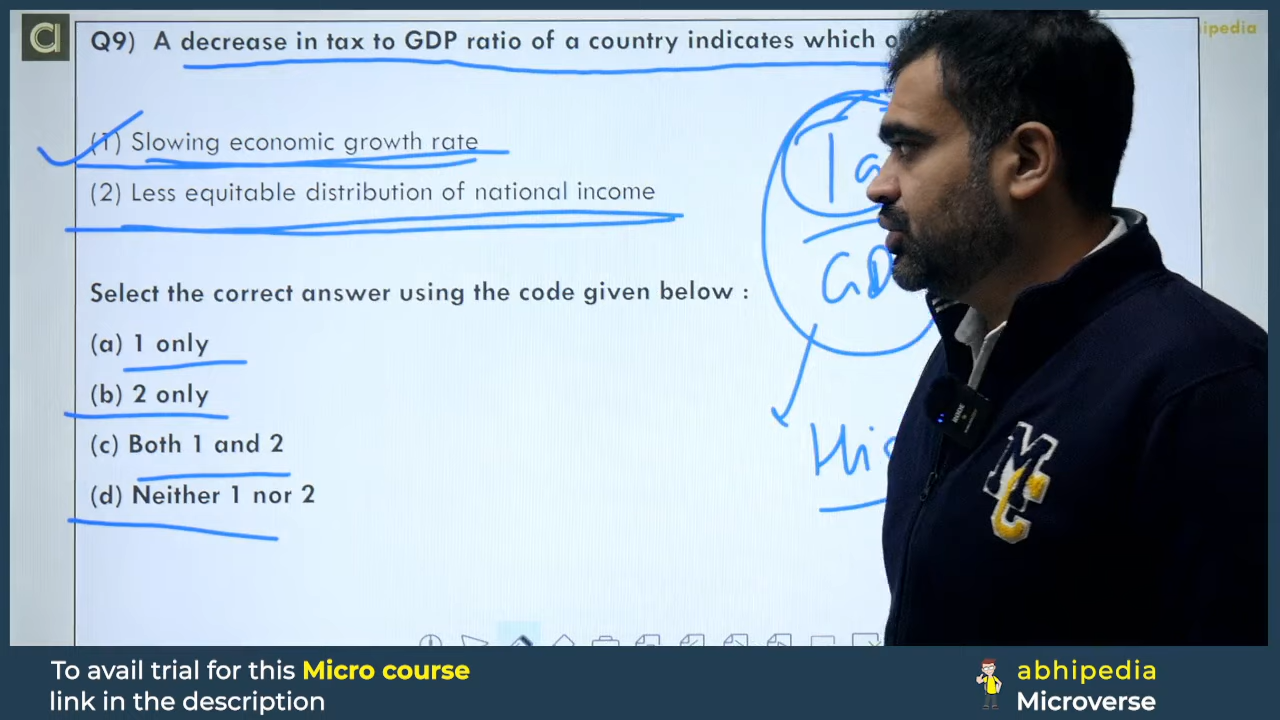 Q9) A decrease in tax to GDP ratio of a country indicates which
(1) Slowing economic growth rate
(2) Less equitable distribution of national income
Select the correct answer using the code given below :
(a) 1 only
(b) 2 only
(c) Both 1 and 2
(d) Neither 1 nor 2
MC
To avail trial for this Micro course
link in the description
abhipedia
Microverse